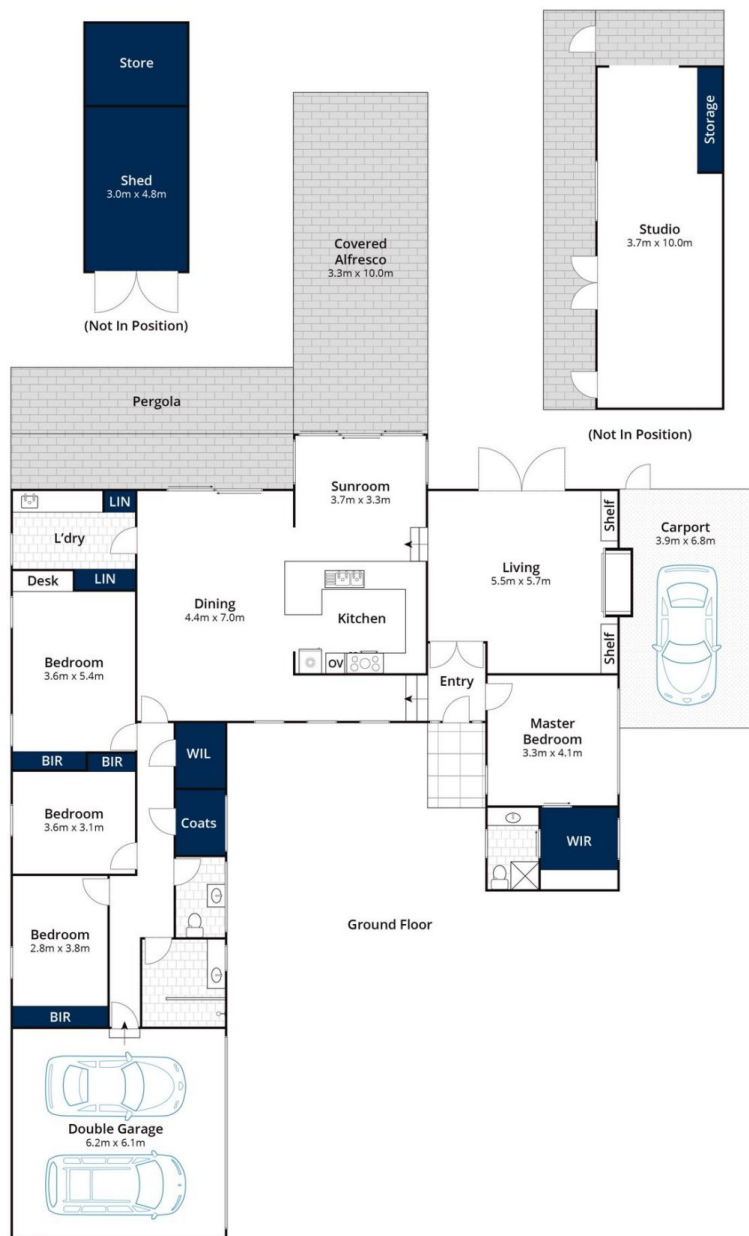 Store
Shed
3.0m x 4.8m
(Not In Position)
Covered
Alfresco
3.3m x 10.0m
Storage
Studio
3.7m x 10.0m
(Not In Position)
Pergola
Sunroom
3.7m x 3.3m
LIN
L'dry
Desk
LIN
Dining
4.4m x 7.0m
Kitchen
OV
Living
5.5m x 5.7m
Shelf
Shelf
Carport
3.9m x 6.8m
Entry
Bedroom
3.6m x 5.4m
BIR
BIR
WIL
Coats
Master
Bedroom
3.3m x 4.1m
WIR
Bedroom
3.6m x 3.1m
Bedroom
2.8m x 3.8m
BIR
Ground Floor
Double Garage
6.2m x 6.1m